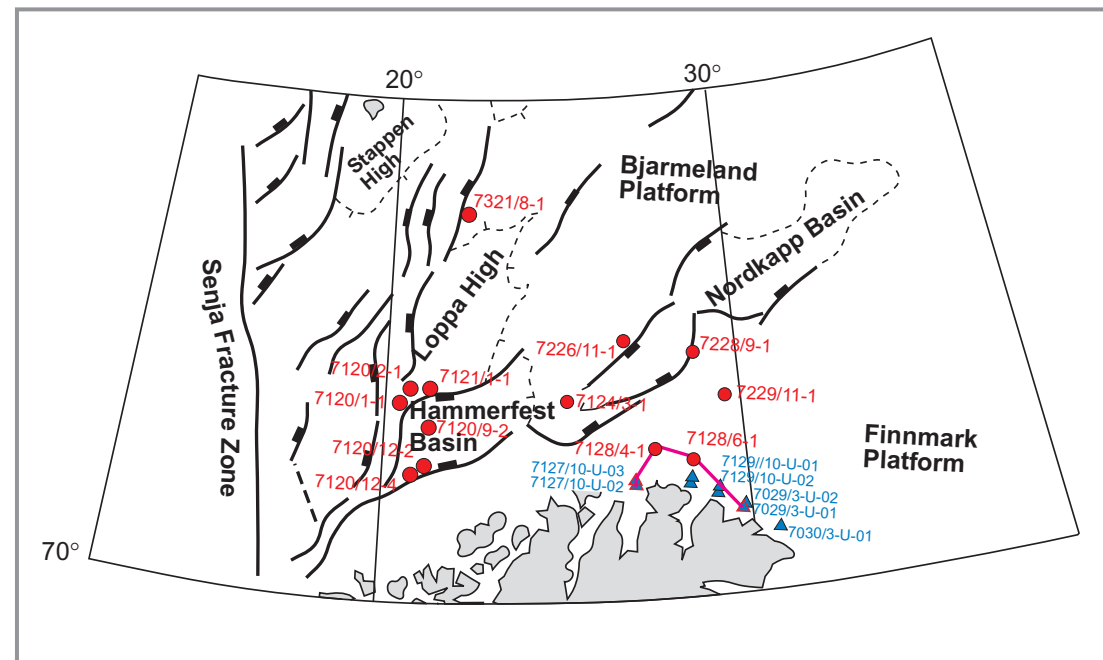 20°
30°
Stappen
High
Bjarmeland
Platform
7321/8-1
Nordkapp Basin
Senja Fracture Zone
Loppa High
7226/11-1
7228/9-1
7120/2-1
7121/1-1
7120/1-1
7124/3-1
7229/11-1
Hammerfest
Basin
7120/9-2
7120/12-2
7120/12-4
7128/4-1
7128/6-1
Finnmark
Platform
7127/10-U-03
7127/10-U-02
7129//10-U-01
7129/10-U-02
7029/3-U-02
7029/3-U-01
7030/3-U-01
70°